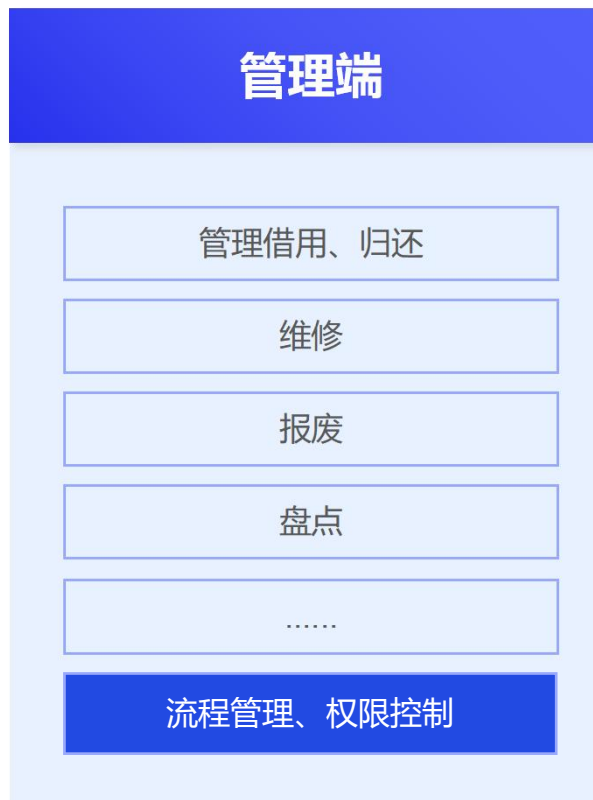 管理端
管理借用、归还
维修
报废
盘点
......
流程管理、权限控制